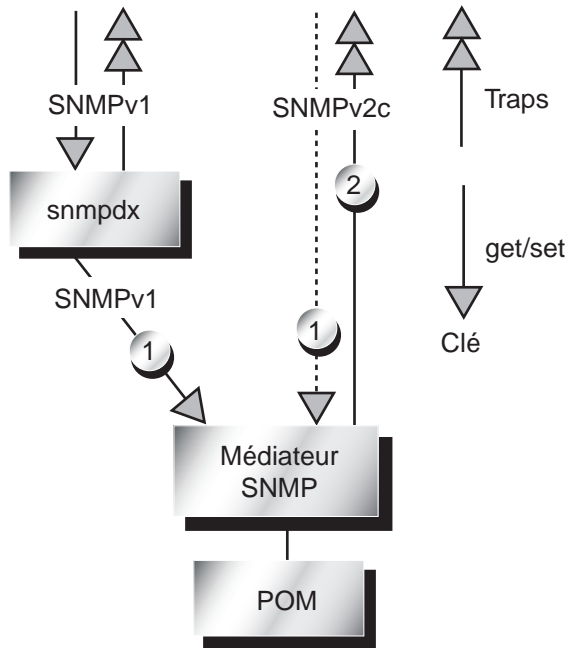 SNMPv1
SNMPv2c
Traps
snmpdx
2
get/set
SNMPv1
1
1
Clé
Médiateur
SNMP
POM